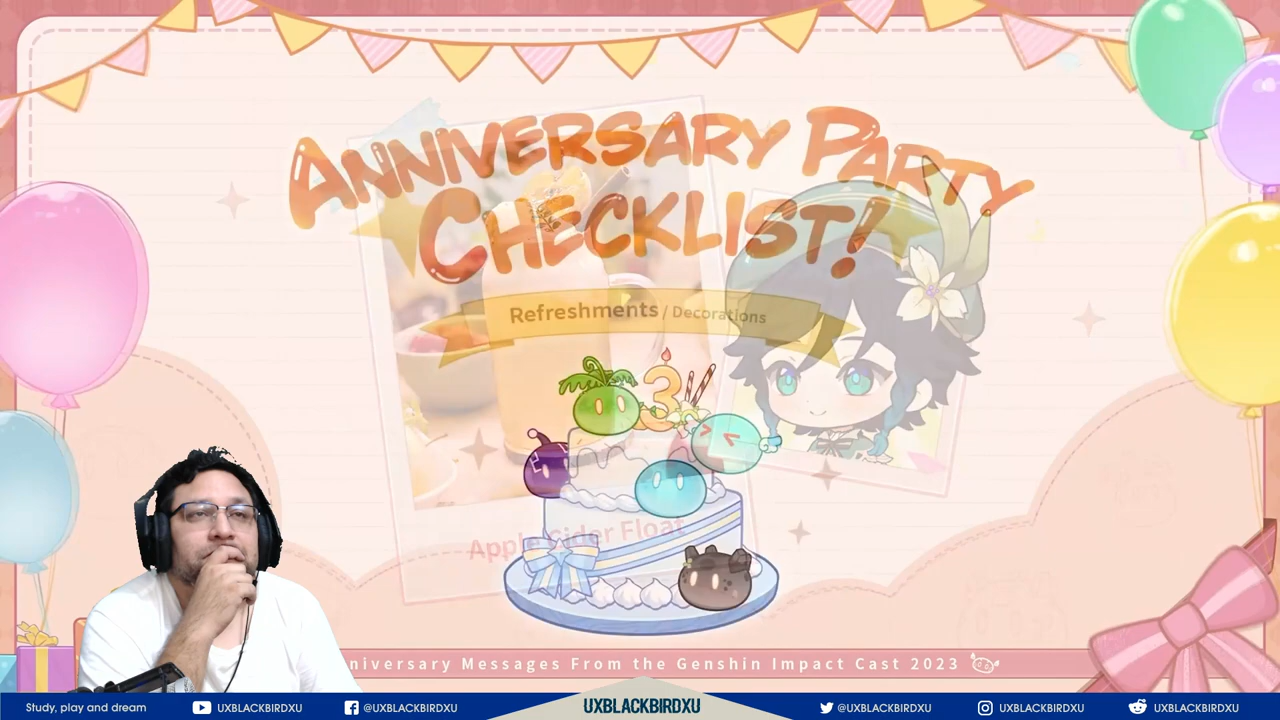 ANNIVERSARY PARTY
CHECKLIST!
Refreshments / Decorations
3
Apple Cider Float
niversary Messages From the Genshin Impact Cast 2023
Study, play and dream
UXBLACKBIRDXU
@UXBLACKBIRDXU
UXBLACKBIRDXU
@UXBLACKBIRDXU
UXBLACKBIRDXU
UXBLACKBIRDXU